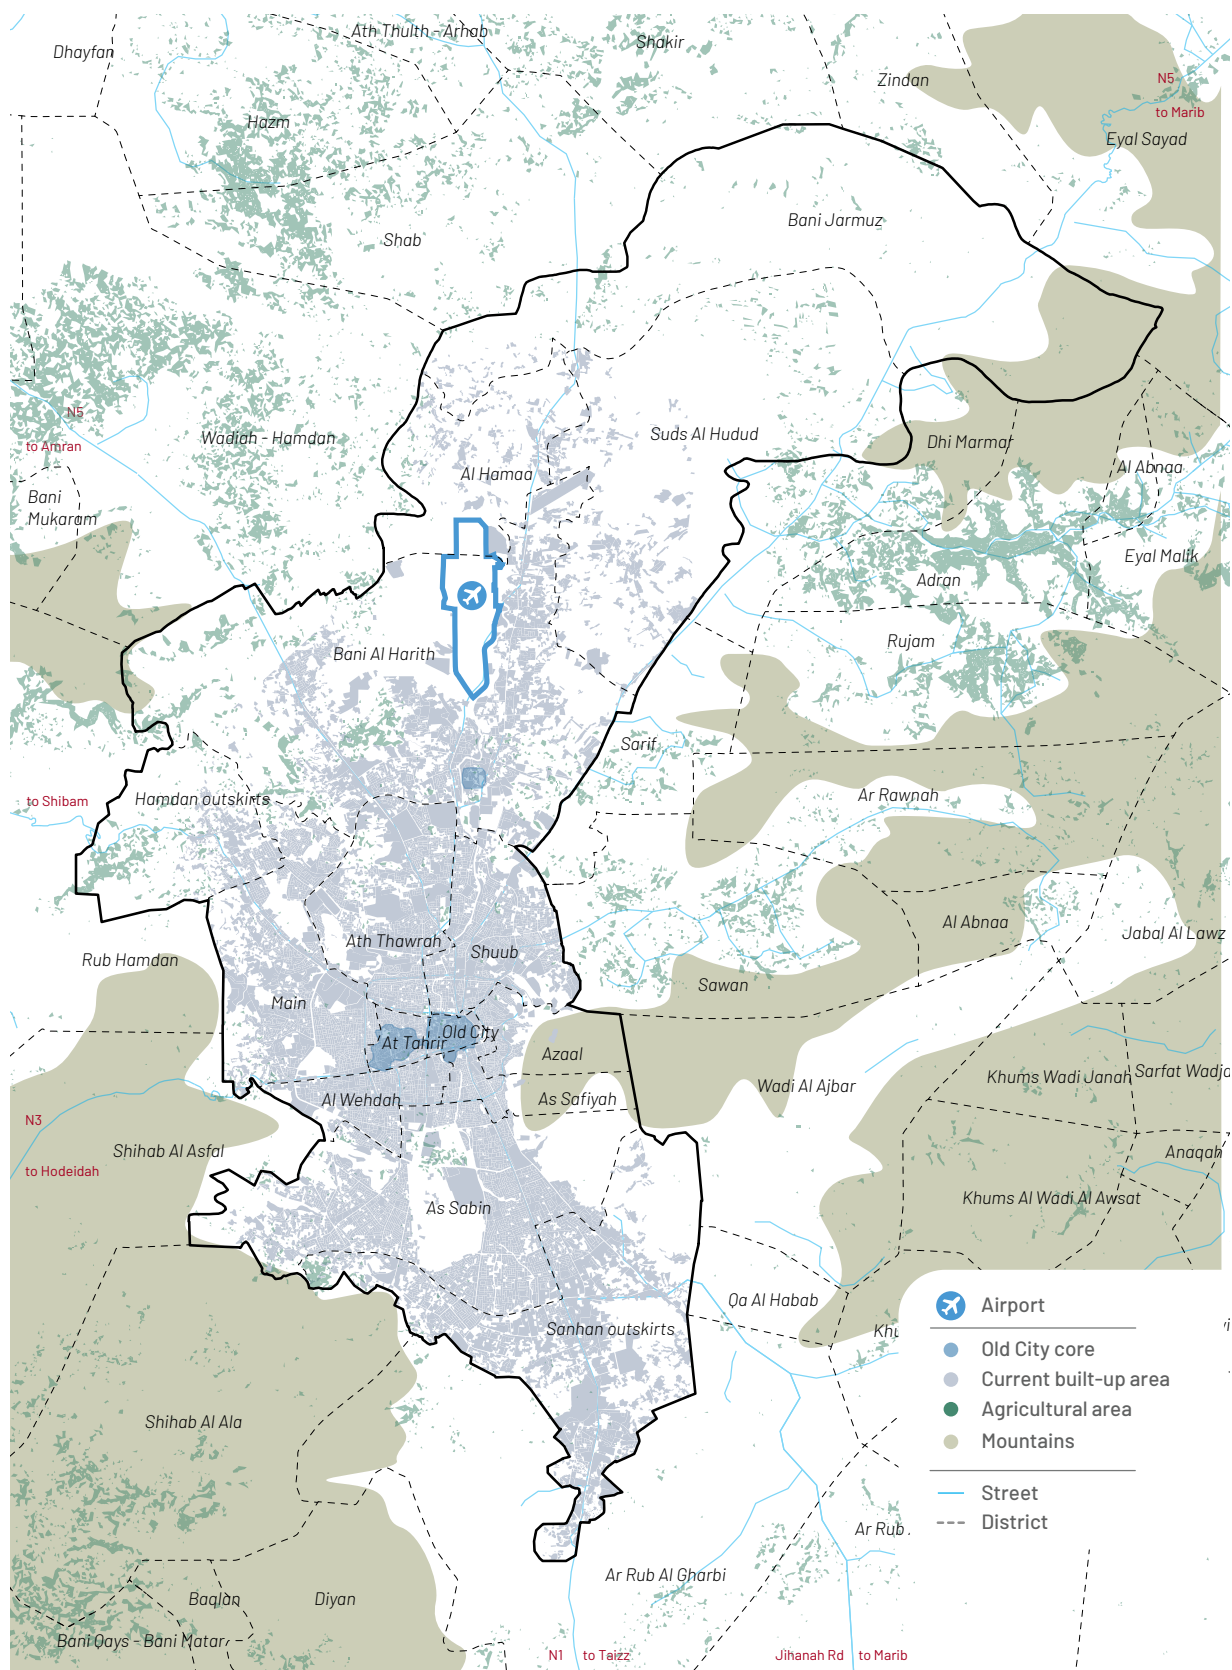 Ath Thulth - Arhab
Shakir
Dhayfan
Zindan
N5
to Marib
Hazm
Eyal Sayad
Bani Jarmuz
Shab
N5
to Amran
Wadiah - Hamdan
Suds Al Hudud
Dhi Marmar
Al Hamaa
Al Abnaa
Bani
Mukaram
Eyal Malik
Adran
Bani Al Harith
Rujam
Sarif
to Shibam
Hamdan outskirts
Ar Rawnah
Ath Thawrah
Shuub
Al Abnaa
Jabal Al Lawz
Rub Hamdan
Main
Sawan
Old City
At Tahrir
Azaal
Khums Wadi Janah
Sarfat Wadja
Wadi Al Ajbar
Al Wehdah
As Safiyah
N3
to Hodeidah
Shihab Al Asfal
Anaqah
As Sabin
Khums Al Wadi Al Awsat
Qa Al Habab
Sanhan outskirts
Khu
Airport
Old City core
Current built-up area
Agricultural area
Mountains
Street
District
Shihab Al Ala
Ar Rub.
Ar Rub Al Gharbi
Baqlan
Diyan
Bani Qays - Bani Matar
N1 to Taizz
Jihanah Rd to Marib